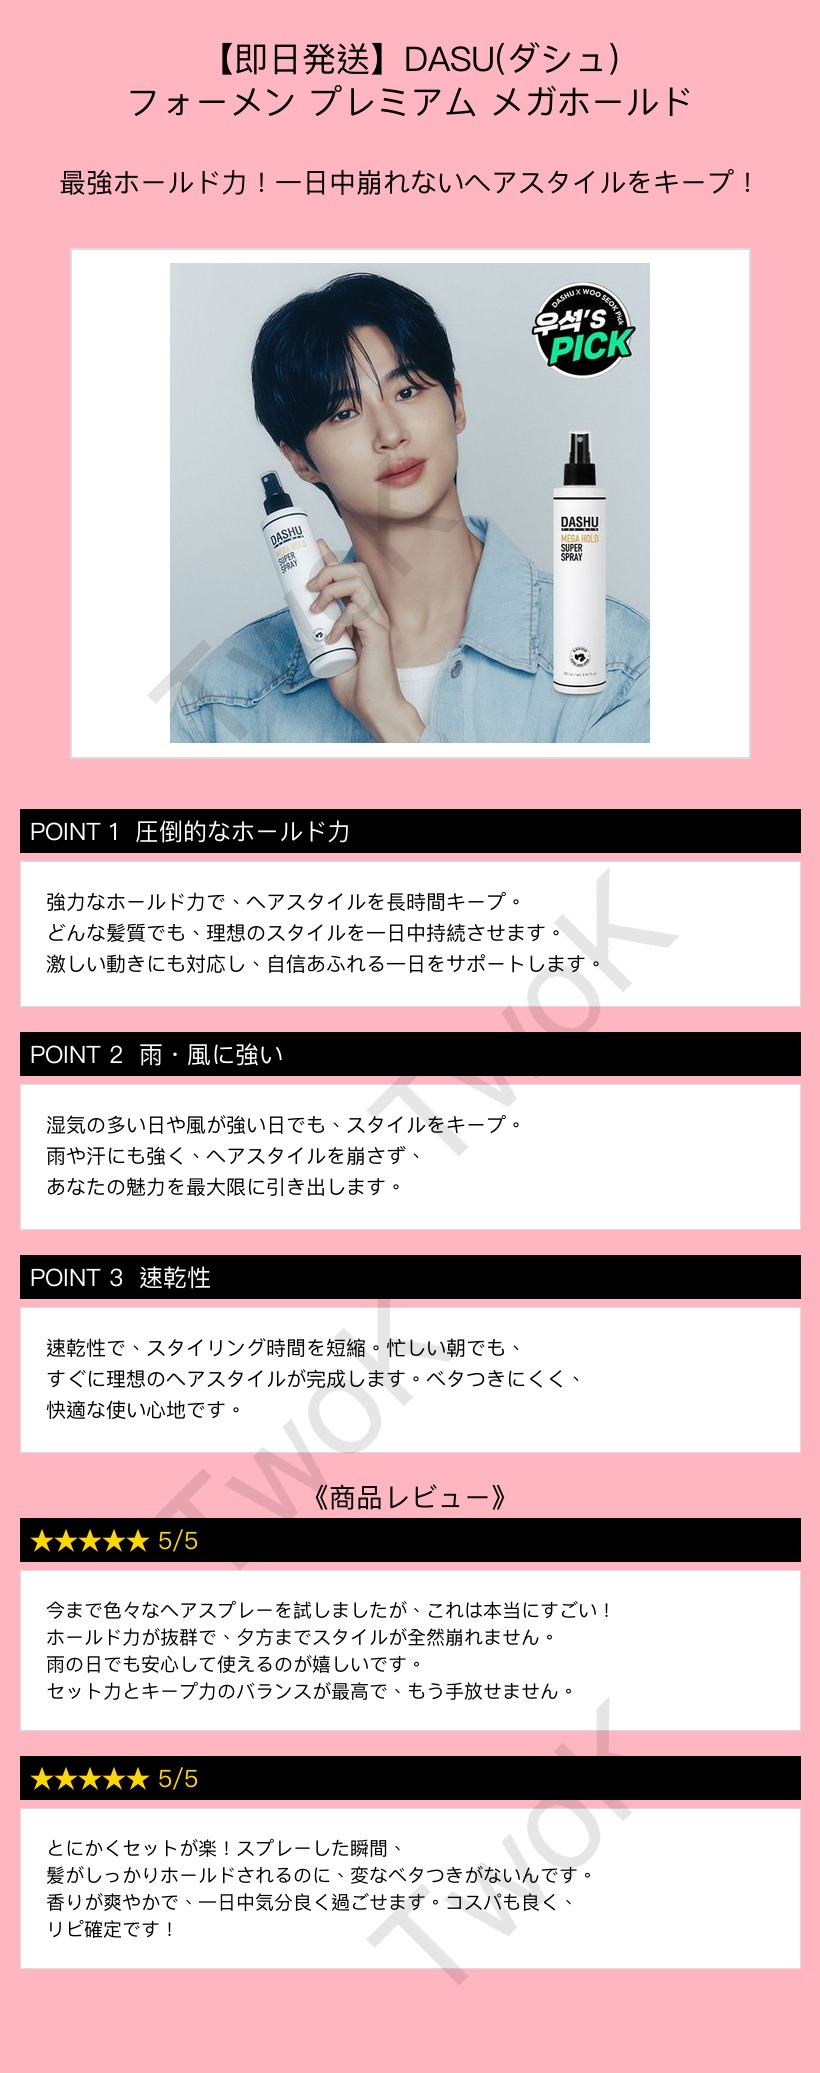 【即日発送】DASU(ダシュ)
フォーメン プレミアム メガホールド
最強ホールド力！一日中崩れないヘアスタイルをキープ！
DASHU X WOO SEOK Pick
우석's
PICK
DASHU
MEGA HOLD
SUPER
SPRAY
DASHU
FOR MEN
MEGA HOLD
SUPER
SPRAY
TwoK
POINT 1 圧倒的なホールド力
強力なホールド力で、ヘアスタイルを長時間キープ。
どんな髪質でも、理想のスタイルを一日中持続させます。
激しい動きにも対応し、自信あふれる一日をサポートします。
TwoK
POINT 2 雨・風に強い
湿気の多い日や風が強い日でも、スタイルをキープ。
雨や汗にも強く、ヘアスタイルを崩さず、
あなたの魅力を最大限に引き出します。
POINT 3 速乾性
速乾性で、スタイリング時間を短縮。忙しい朝でも、
すぐに理想のヘアスタイルが完成します。ベタつきにくく、
快適な使い心地です。
TwoK
《商品レビュー》
★★★★★ 5/5
今まで色々なヘアスプレーを試しましたが、これは本当にすごい！
ホールド力が抜群で、夕方までスタイルが全然崩れません。
雨の日でも安心して使えるのが嬉しいです。
セット力とキープ力のバランスが最高で、もう手放せません。
★★★★★ 5/5
とにかくセットが楽！スプレーした瞬間、
髪がしっかりホールドされるのに、変なベタつきがないんです。
香りが爽やかで、一日中気分良く過ごせます。コスパも良く、
リピ確定です！
TwoK